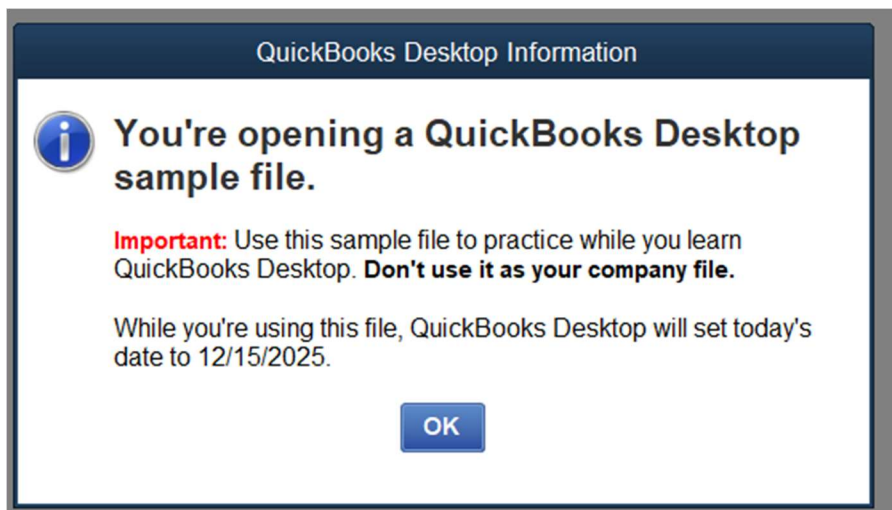 QuickBooks Desktop Information
You're opening a QuickBooks Desktop
sample file.
Important: Use this sample file to practice while you learn
QuickBooks Desktop. Don't use it as your company file.
While you're using this file, QuickBooks Desktop will set today's
date to 12/15/2025.
OK